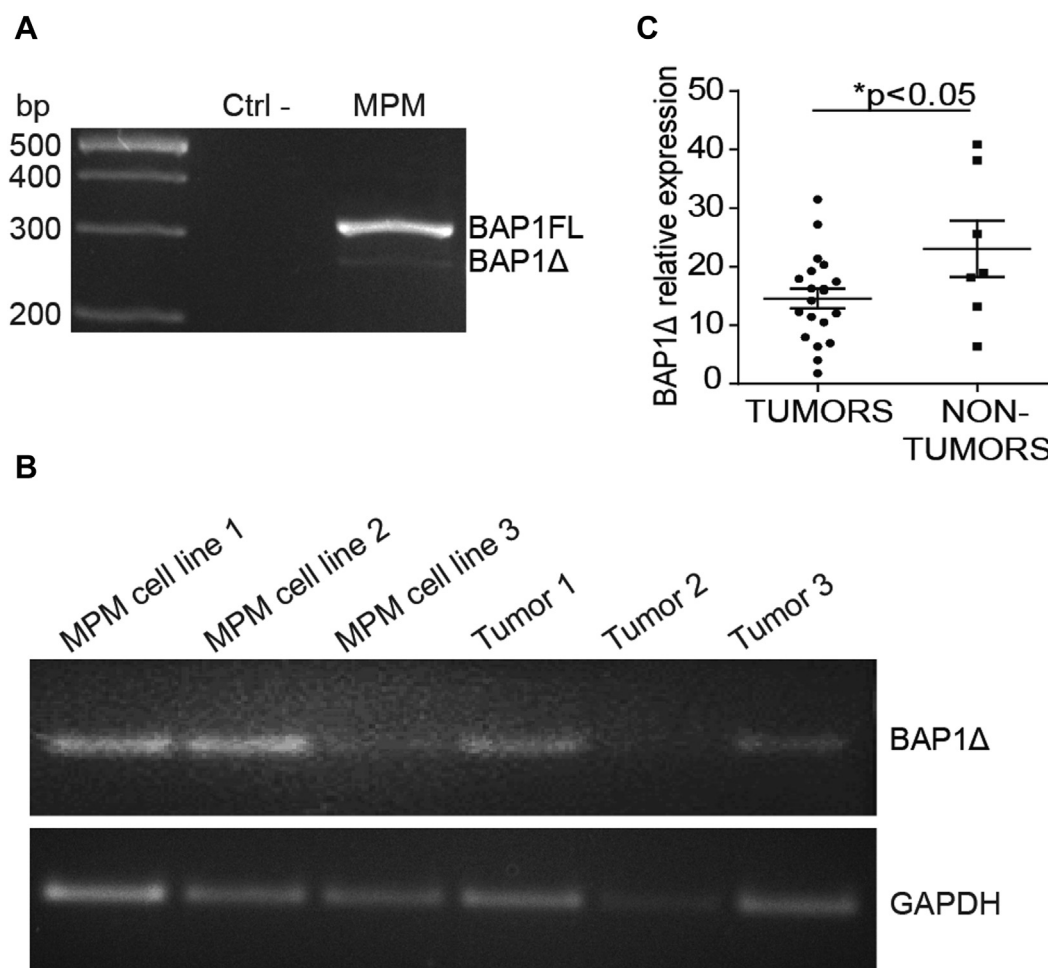 A
bp
Ctrl -
MPM
500
400
300
200
BAP1FL
BAP1Δ
C
BAP1Δ relative expression
50
40
30
20
10
0
*p<0.05
TUMORS
NON-
TUMORS
B
MPM cell line 1
MPM cell line 2
MPM cell line 3
Tumor 1
Tumor 2
Tumor 3
BAP1Δ
GAPDH